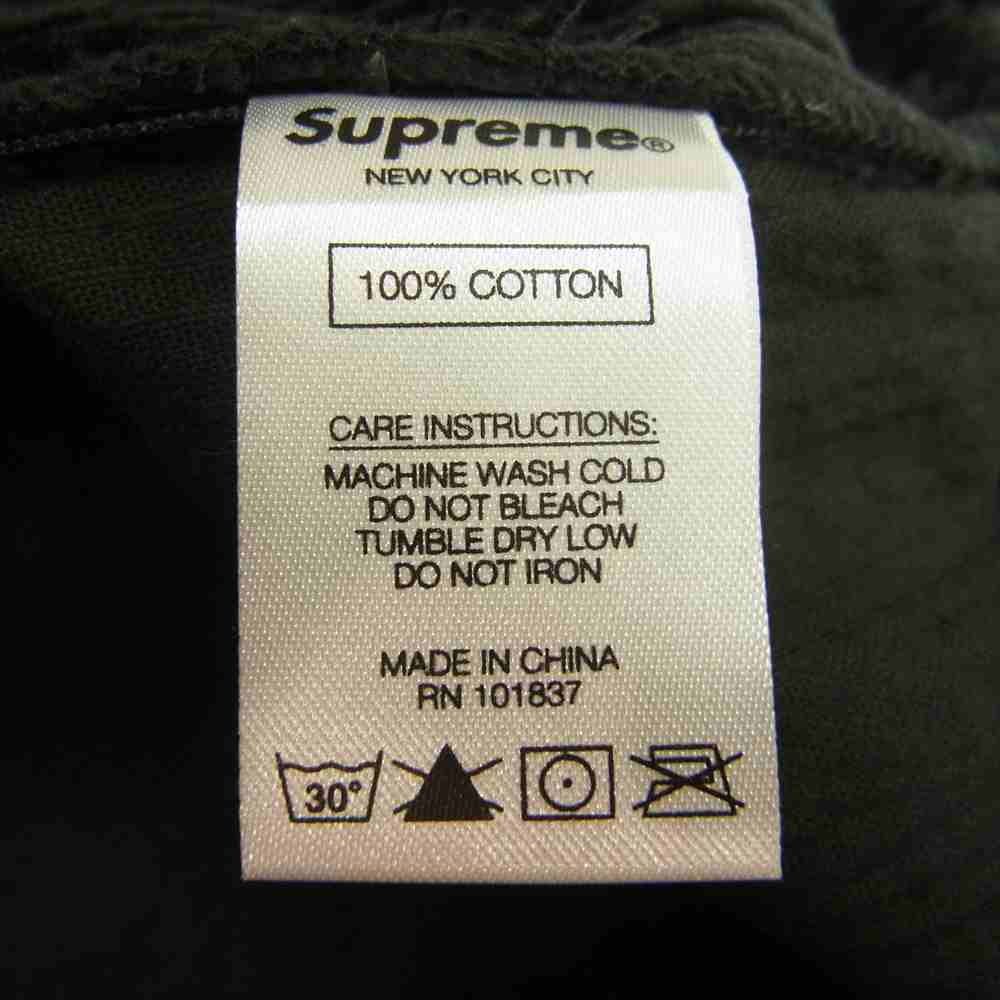 Supreme®
NEW YORK CITY
100% COTTON
CARE INSTRUCTIONS:
MACHINE WASH COLD
DO NOT BLEACH
TUMBLE DRY LOW
DO NOT IRON
MADE IN CHINA
RN 101837
30°